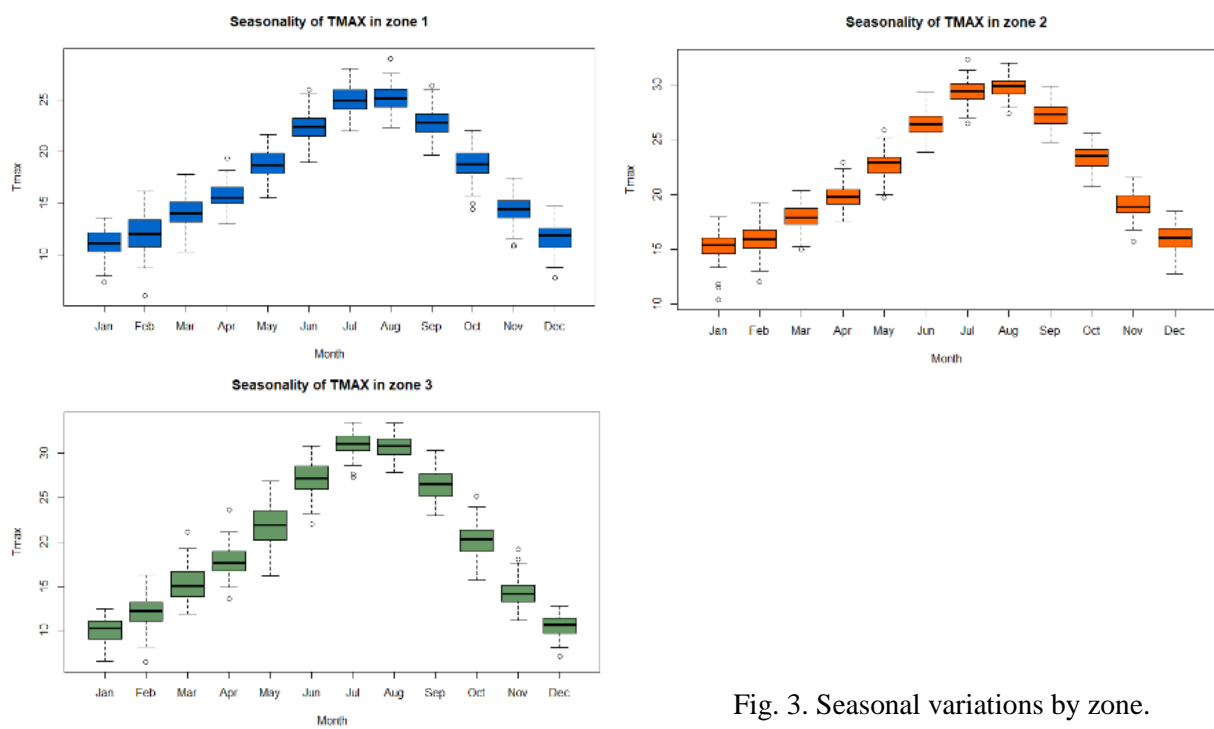 Seasonality of TMAX in zone 1
Tmax
25
20
15
10
Jan Feb Mar Apr May Jun Jul Aug Sep Oct Nov Dec
Month
Seasonality of TMAX in zone 2
Tmax
30
25
20
15
10
Jan Feb Mar Apr May Jun Jul Aug Sep Oct Nov Dec
Month
Seasonality of TMAX in zone 3
Tmax
30
25
20
15
10
Jan Feb Mar Apr May Jun Jul Aug Sep Oct Nov Dec
Month
Fig. 3. Seasonal variations by zone.